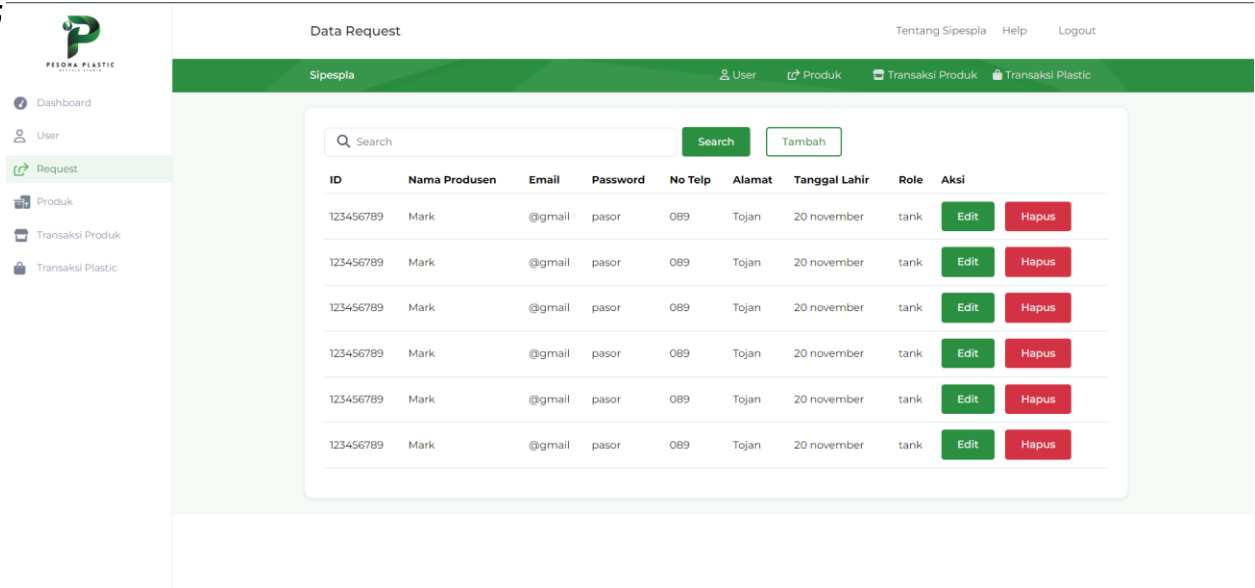 Data Request
Tentang Sipespla Help Logout
PESONA PLASTIC
Sipespla
User Produk Transaksi Produk Transaksi Plastic
Dashboard
User
Request
Produk
Transaksi Produk
Transaksi Plastic
Search Search Tambah
ID Nama Produsen Email Password No Telp Alamat Tanggal Lahir Role Aksi
123456789 Mark @gmail pasor 089 Tojan 20 november tank Edit Hapus
123456789 Mark @gmail pasor 089 Tojan 20 november tank Edit Hapus
123456789 Mark @gmail pasor 089 Tojan 20 november tank Edit Hapus
123456789 Mark @gmail pasor 089 Tojan 20 november tank Edit Hapus
123456789 Mark @gmail pasor 089 Tojan 20 november tank Edit Hapus
123456789 Mark @gmail pasor 089 Tojan 20 november tank Edit Hapus